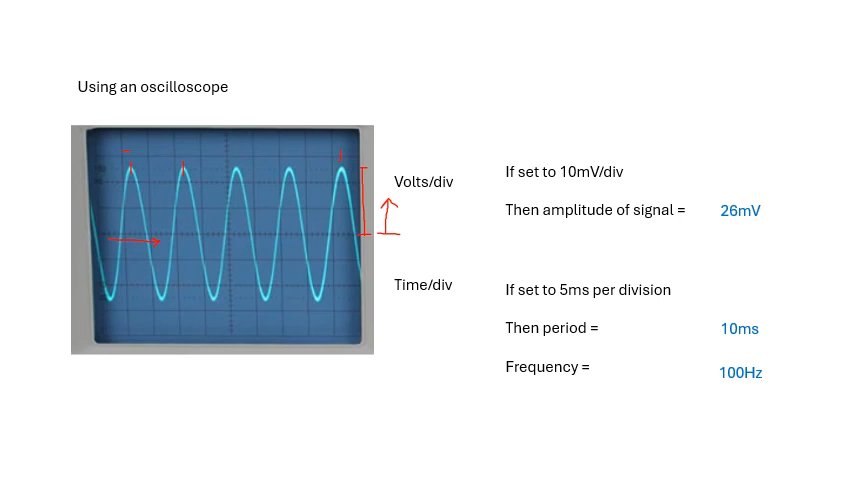 Using an oscilloscope
Volts/div
If set to 10mV/div
Then amplitude of signal = 26mV
Time/div
If set to 5ms per division
Then period = 10ms
Frequency = 100Hz